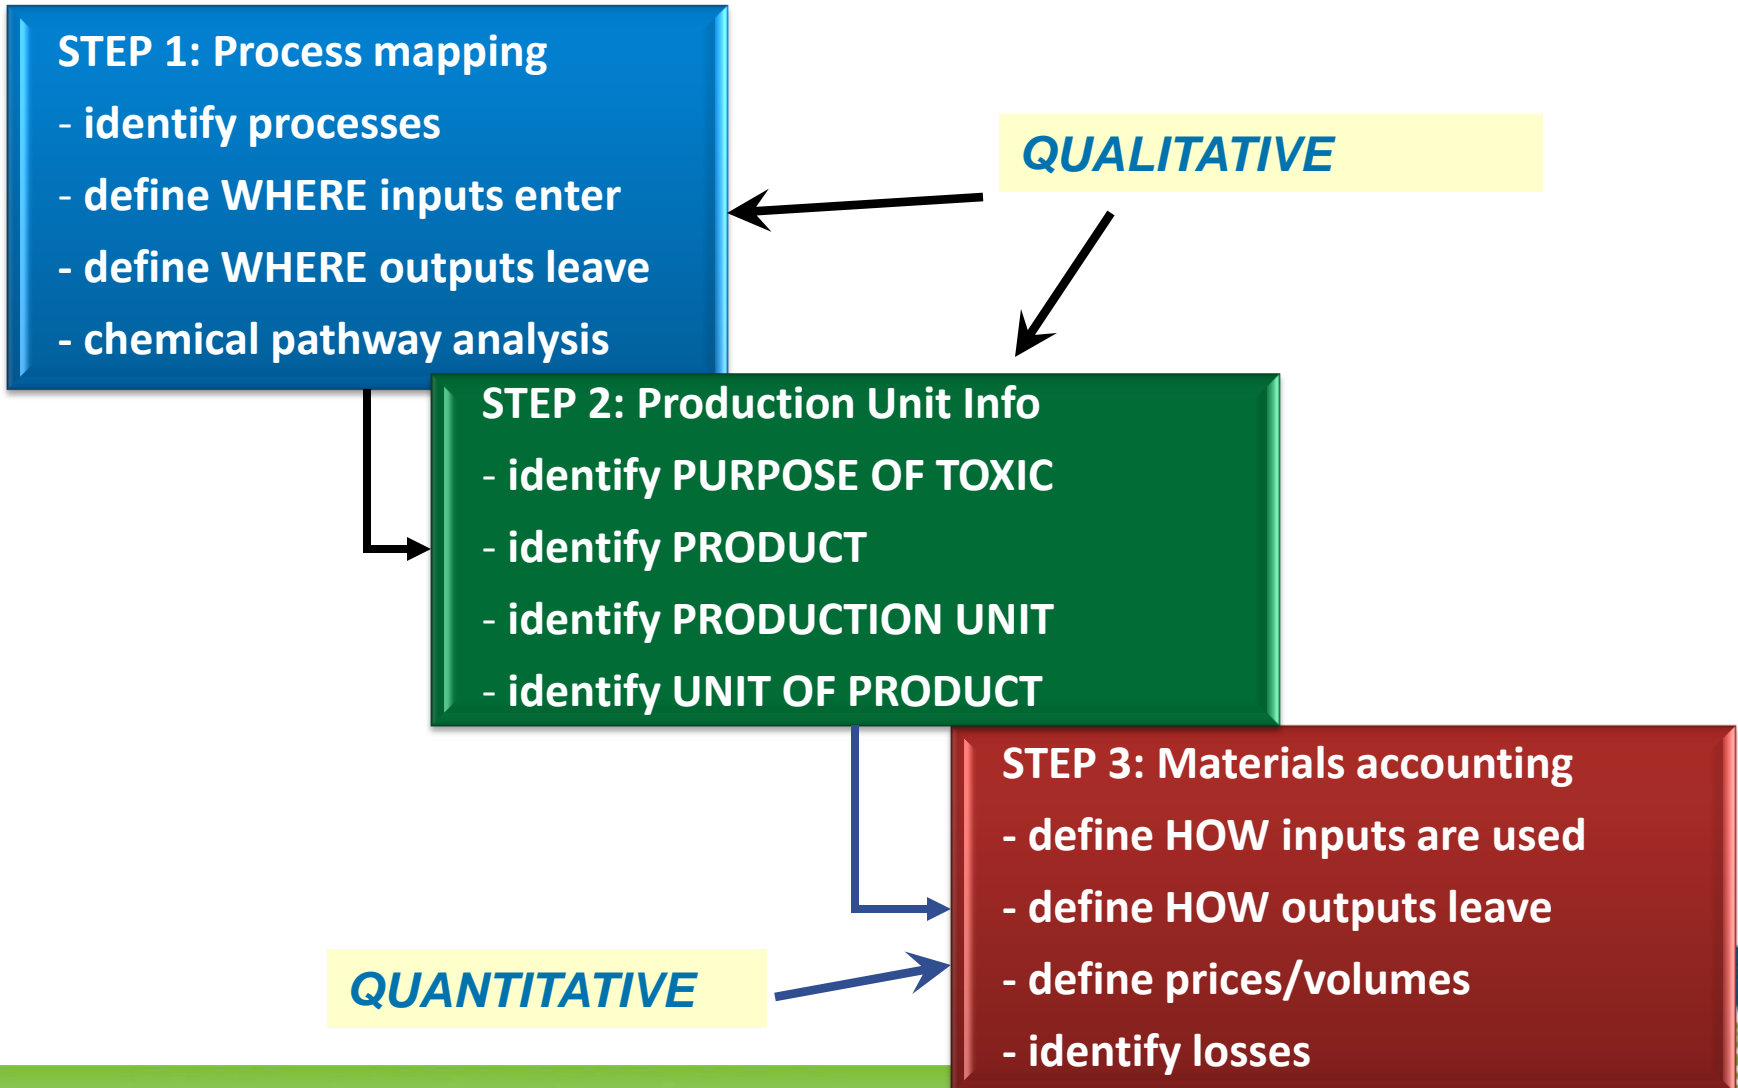 STEP 1: Process mapping
- identify processes
- define WHERE inputs enter
- define WHERE outputs leave
- chemical pathway analysis
QUALITATIVE
STEP 2: Production Unit Info
- identify PURPOSE OF TOXIC
- identify PRODUCT
- identify PRODUCTION UNIT
- identify UNIT OF PRODUCT
STEP 3: Materials accounting
- define HOW inputs are used
- define HOW outputs leave
- define prices/volumes
- identify losses
QUANTITATIVE